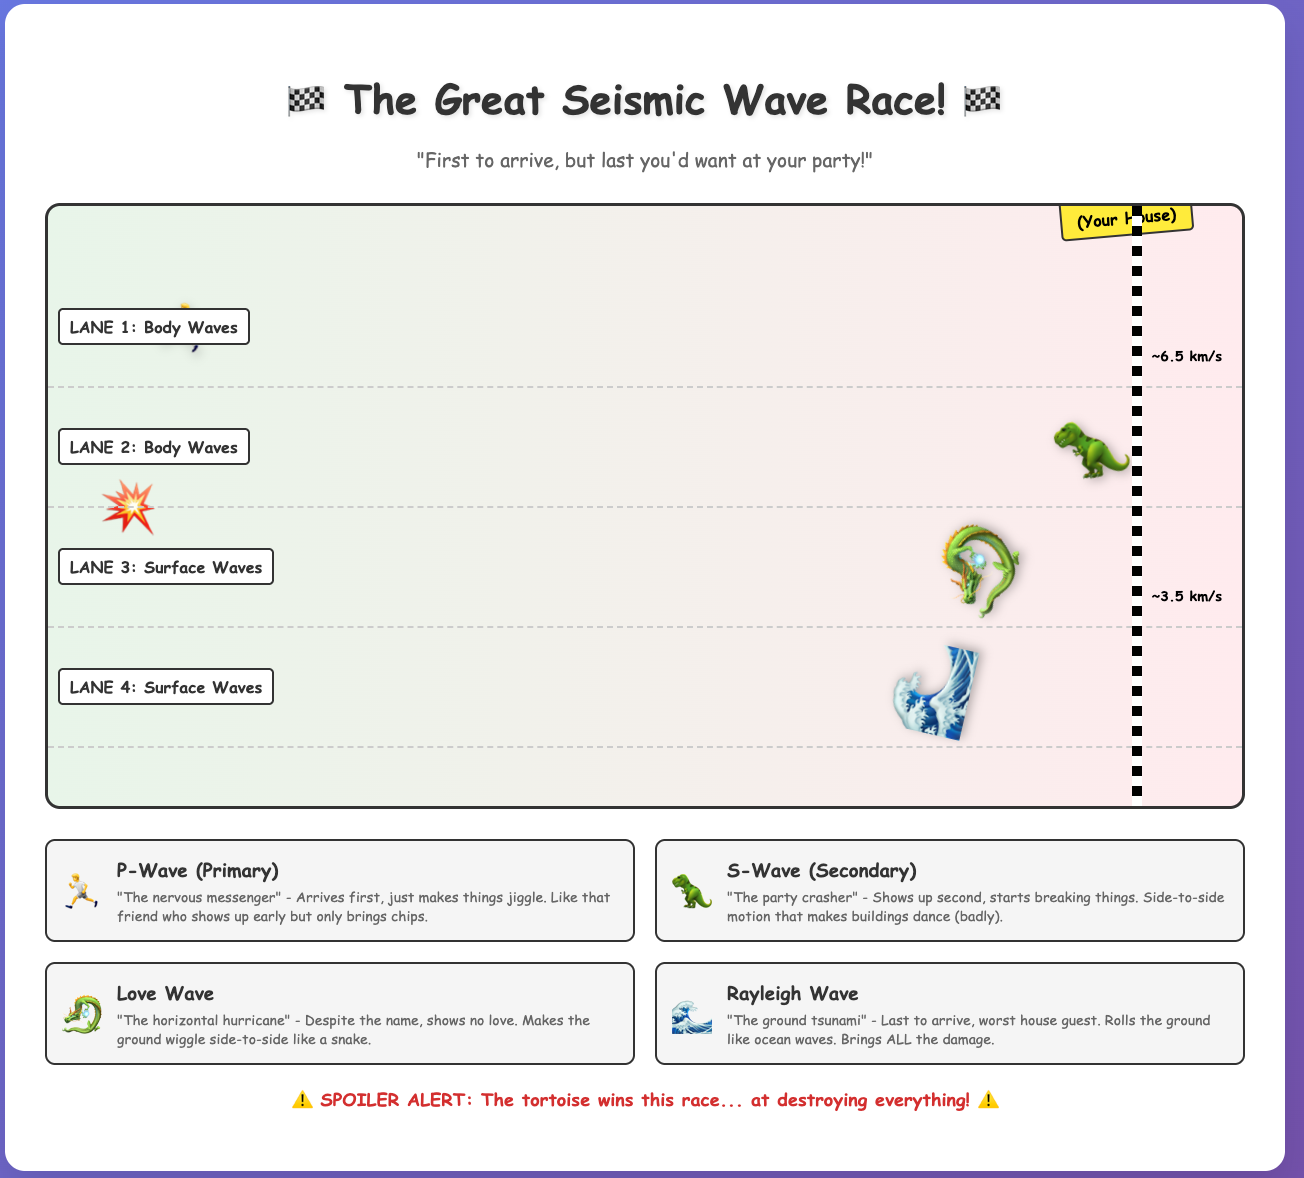 The Great Seismic Wave Race!
"First to arrive, but last you'd want at your party!"
(Your House)
LANE 1: Body Waves
~6.5 km/s
LANE 2: Body Waves
LANE 3: Surface Waves
~3.5 km/s
LANE 4: Surface Waves
P-Wave (Primary)
"The nervous messenger" - Arrives first, just makes things jiggle. Like that
friend who shows up early but only brings chips.
S-Wave (Secondary)
"The party crasher" - Shows up second, starts breaking things. Side-to-side
motion that makes buildings dance (badly).
Love Wave
"The horizontal hurricane" - Despite the name, shows no love. Makes the
ground wiggle side-to-side like a snake.
Rayleigh Wave
"The ground tsunami" - Last to arrive, worst house guest. Rolls the ground
like ocean waves. Brings ALL the damage.
SPOILER ALERT: The tortoise wins this race... at destroying everything!